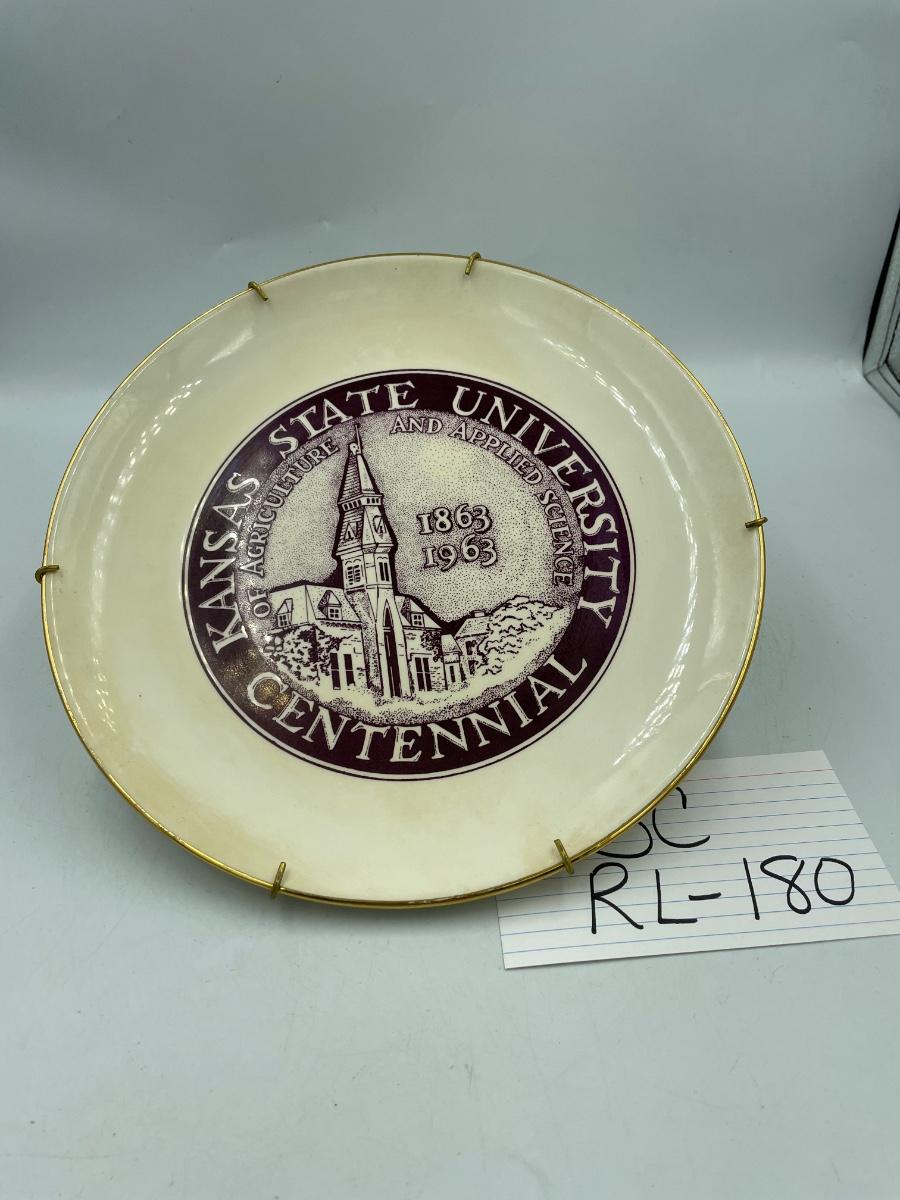 KANSAS STATE UNIVERSITY
OF AGRICULTURE AND APPLIED SCIENCE
1863
1963
CENTENNIAL
RL-180